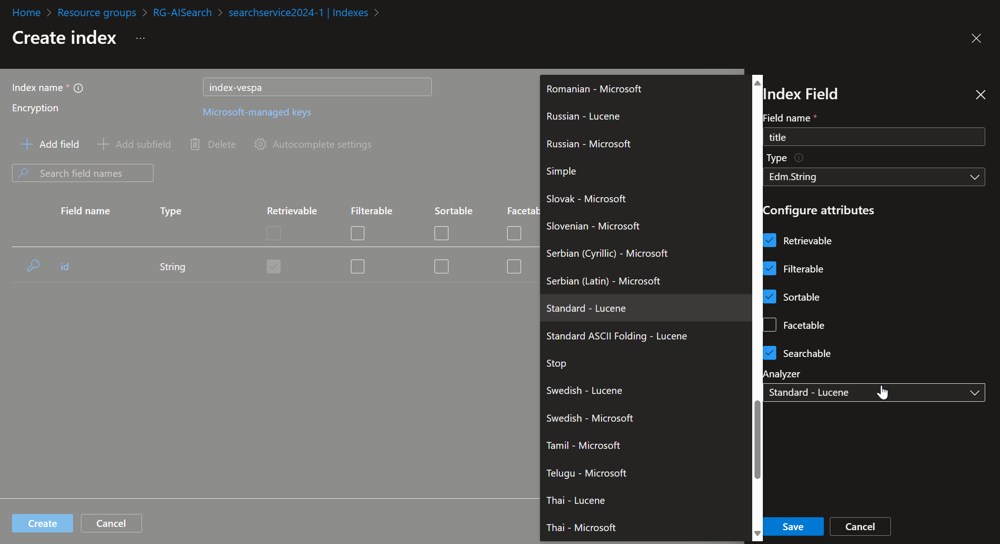 Home > Resource groups > RG-AISearch > searchservice2024-1 | Indexes >
Create index ...
Index name *
index-vespa
Encryption
Microsoft-managed keys
Add field
Add subfield
Delete
Autocomplete settings
Search field names
Field name Type Retrievable Filterable Sortable Facetab
id String
Create
Cancel
Romanian - Microsoft
Russian - Lucene
Russian - Microsoft
Simple
Slovak - Microsoft
Slovenian - Microsoft
Serbian (Cyrillic) - Microsoft
Serbian (Latin) - Microsoft
Standard - Lucene
Standard ASCII Folding - Lucene
Stop
Swedish - Lucene
Swedish - Microsoft
Tamil - Microsoft
Telugu - Microsoft
Thai - Lucene
Thai - Microsoft
Index Field
Field name *
title
Type
Edm.String
Configure attributes
Retrievable
Filterable
Sortable
Facetable
Searchable
Analyzer
Standard - Lucene
Save
Cancel